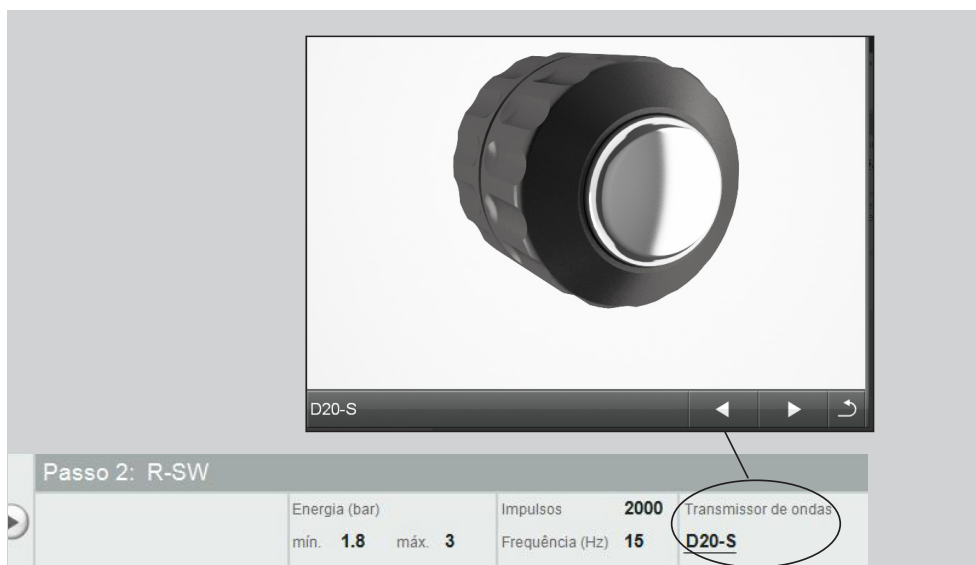 D20-S
Passo 2: R-SW
Energia (bar)
mín. 1.8 máx. 3
Impulsos 2000
Frequência (Hz) 15
Transmissor de ondas
D20-S